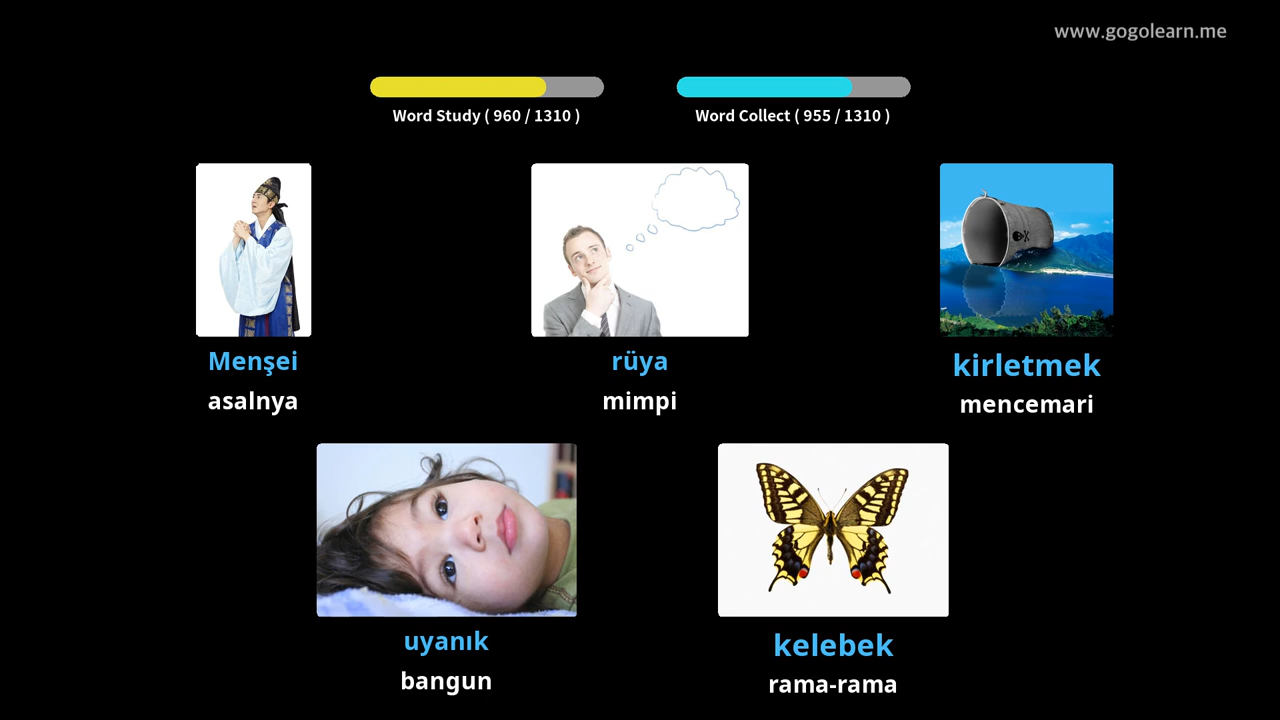 www.gogolearn.me
Word Study ( 960 / 1310 )
Word Collect ( 955 / 1310 )
Menşei
asalnya
rüya
mimpi
kirletmek
mencemari
uyanık
bangun
kelebek
rama-rama